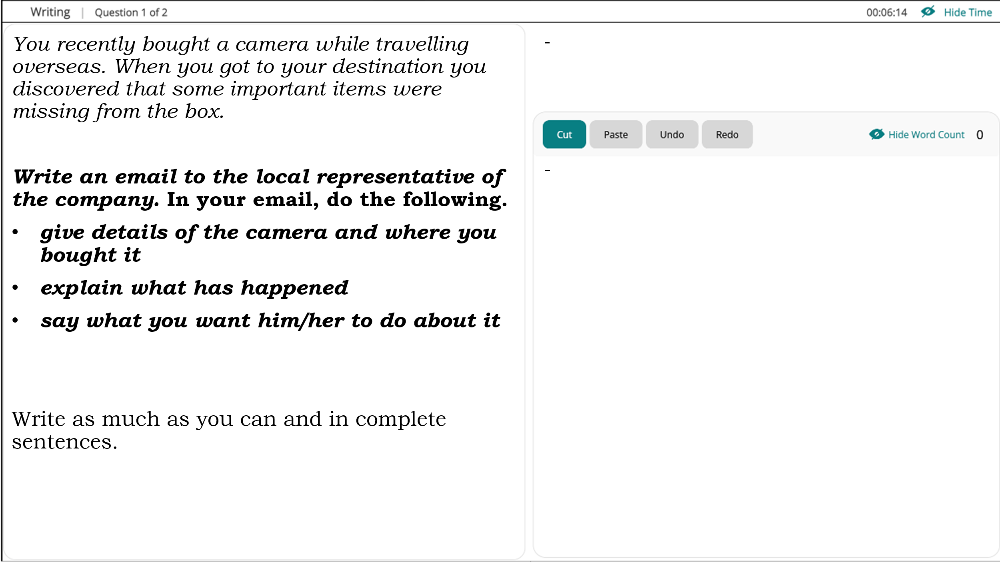 Writing | Question 1 of 2
00:06:14 Hide Time
You recently bought a camera while travelling
overseas. When you got to your destination you
discovered that some important items were
missing from the box.
Write an email to the local representative of
the company. In your email, do the following.
• give details of the camera and where you
bought it
• explain what has happened
• say what you want him/her to do about it
Write as much as you can and in complete
sentences.
-
Cut Paste Undo Redo Hide Word Count 0
-